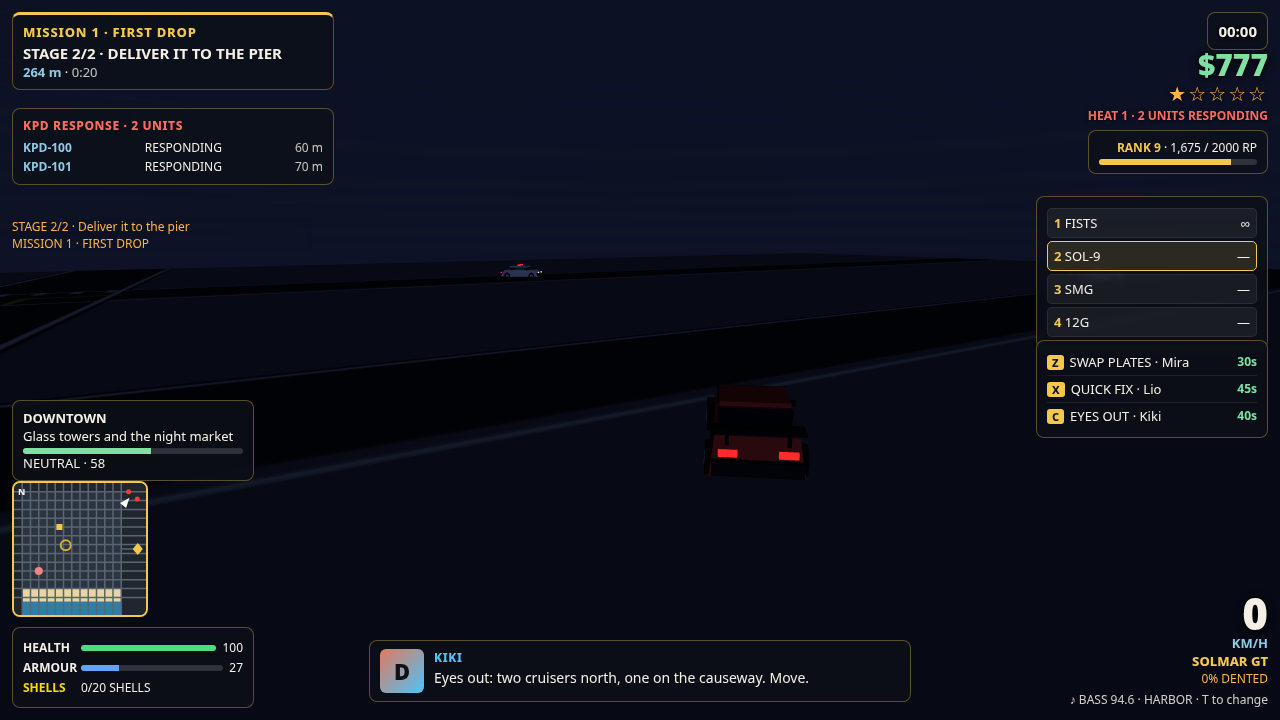 MISSION 1 · FIRST DROP
STAGE 2/2 · DELIVER IT TO THE PIER
264 m · 0:20
KPD RESPONSE · 2 UNITS
KPD-100 RESPONDING 60 m
KPD-101 RESPONDING 70 m
STAGE 2/2 · Deliver it to the pier
MISSION 1 · FIRST DROP
00:00
$777
★☆☆☆☆
HEAT 1 · 2 UNITS RESPONDING
RANK 9 · 1,675 / 2000 RP
1 FISTS ∞
2 SOL-9 —
3 SMG —
4 12G —
Z SWAP PLATES · Mira 30s
X QUICK FIX · Lio 45s
C EYES OUT · Kiki 40s
DOWNTOWN
Glass towers and the night market
NEUTRAL · 58
N
HEALTH 100
ARMOUR 27
SHELLS 0/20 SHELLS
D
KIKI
Eyes out: two cruisers north, one on the causeway. Move.
0
KM/H
SOLMAR GT
0% DENTED
♪ BASS 94.6 · HARBOR · T to change